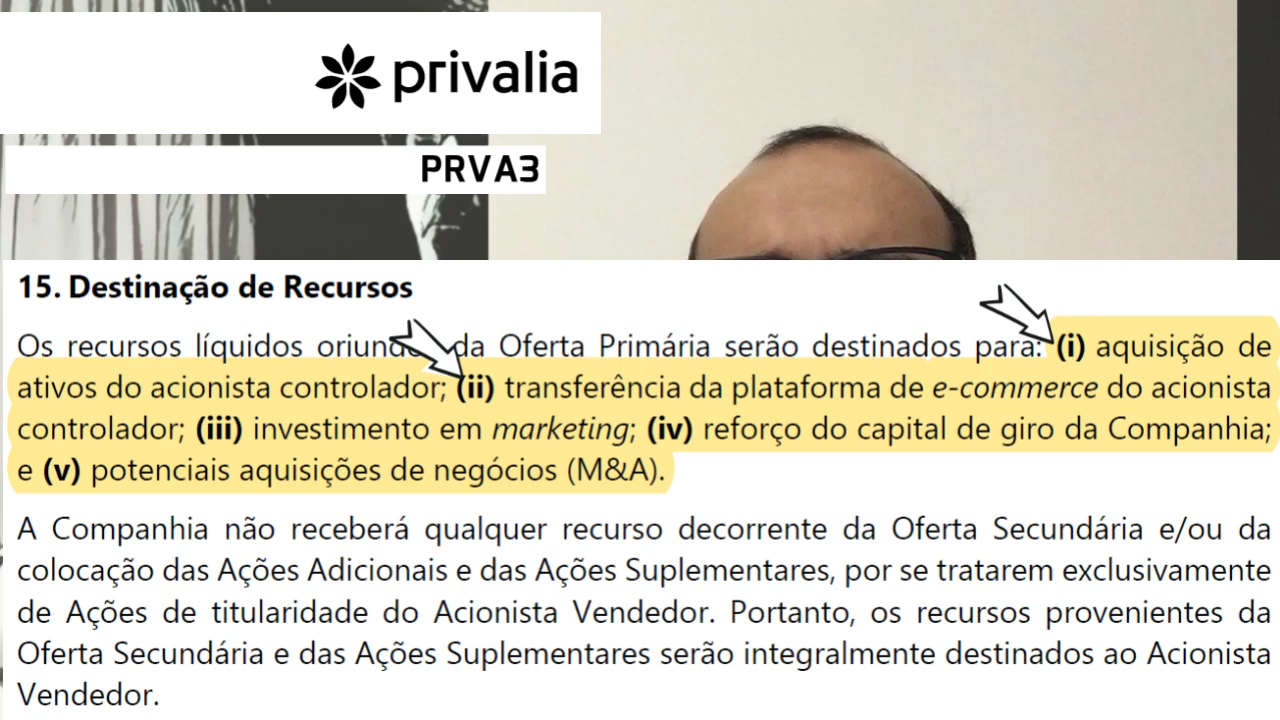 privalia
PRVA3
15. Destinação de Recursos
Os recursos líquidos oriundos da Oferta Primária serão destinados para: (i) aquisição de
ativos do acionista controlador; (ii) transferência da plataforma de e-commerce do acionista
controlador; (iii) investimento em marketing; (iv) reforço do capital de giro da Companhia;
e (v) potenciais aquisições de negócios (M&A).
A Companhia não receberá qualquer recurso decorrente da Oferta Secundária e/ou da
colocação das Ações Adicionais e das Ações Suplementares, por se tratarem exclusivamente
de Ações de titularidade do Acionista Vendedor. Portanto, os recursos provenientes da
Oferta Secundária e das Ações Suplementares serão integralmente destinados ao Acionista
Vendedor.